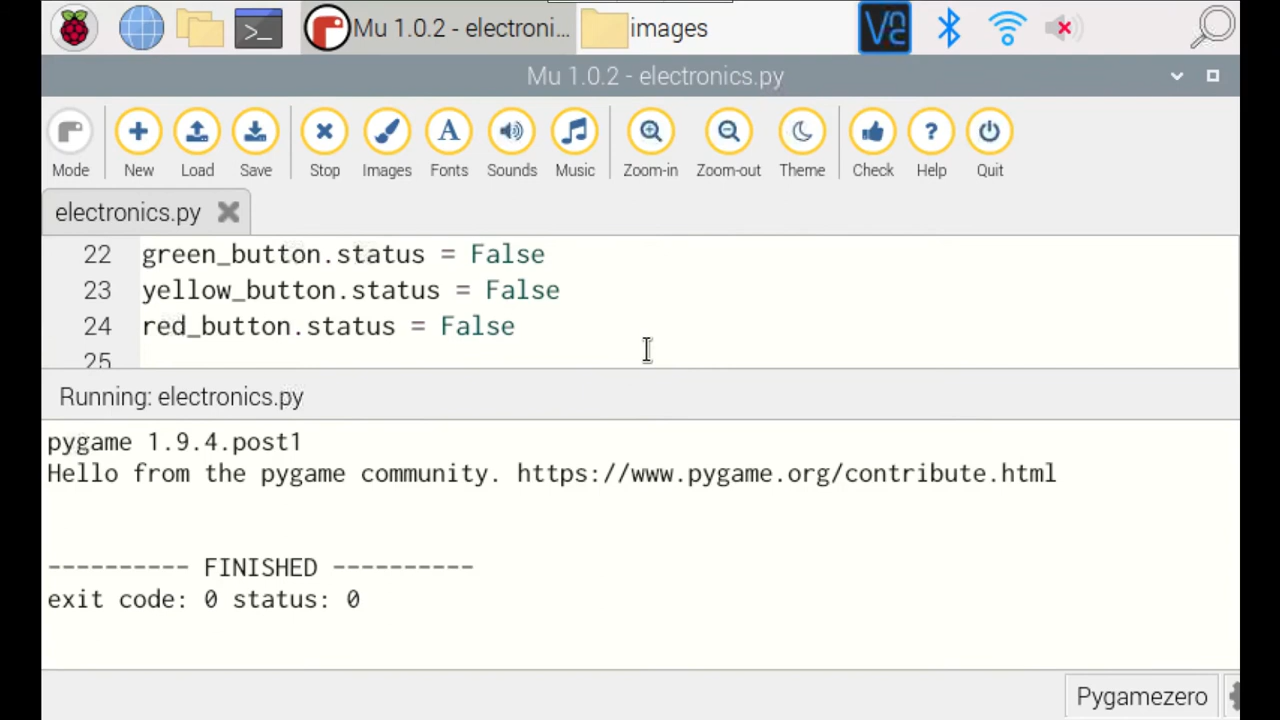 Mu 1.0.2 - electroni...
images
Mu 1.0.2 - electronics.py
Mode New Load Save Stop Images Fonts Sounds Music Zoom-in Zoom-out Theme Check Help Quit
electronics.py
22 green_button.status = False
23 yellow_button.status = False
24 red_button.status = False
25
Running: electronics.py
pygame 1.9.4.post1
Hello from the pygame community. https://www.pygame.org/contribute.html
---------- FINISHED ----------
exit code: 0 status: 0
Pygamezero